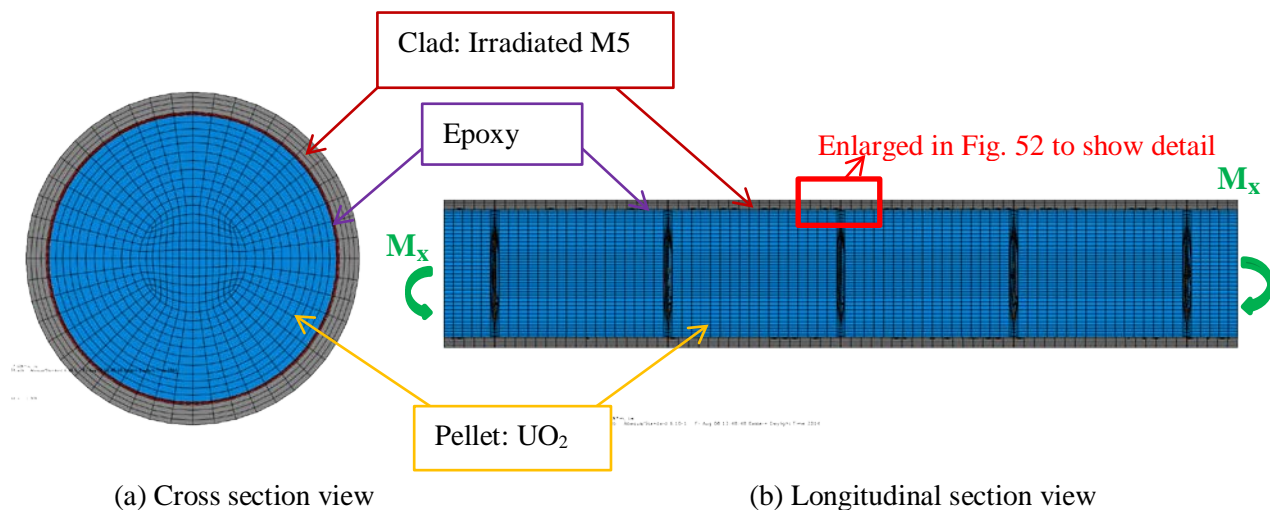 Clad: Irradiated M5
Epoxy
Enlarged in Fig. 52 to show detail
Mx
Mx
Pellet: UO2
(a) Cross section view
(b) Longitudinal section view